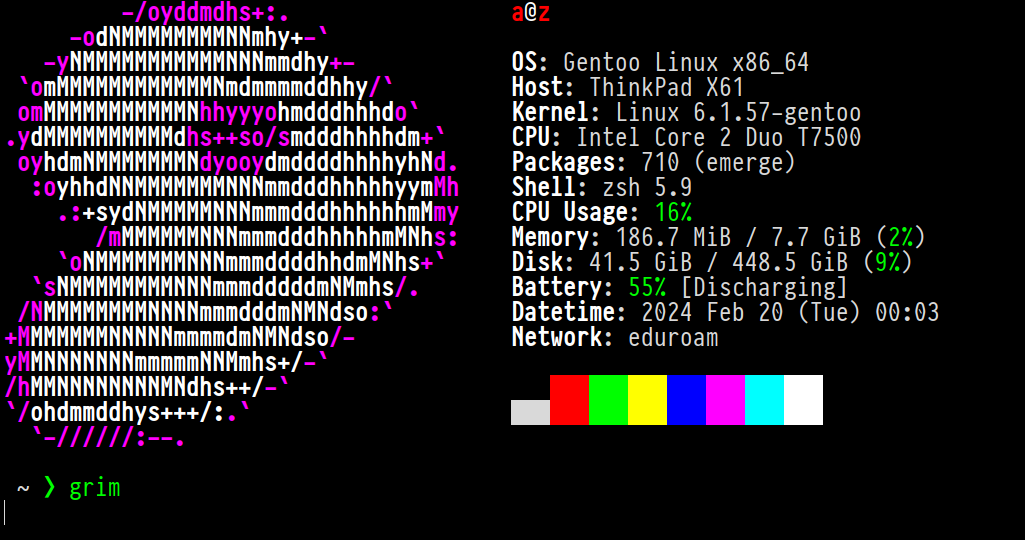 -/oyddmdhs+:.
-odNMMMMMMMMNNmhy+-`
-yNMMMMMMMMMMMNNNmmdhy+-
`omMMMMMMMMMMMMNmdmmmmddhhy/`
omMMMMMMMMMMMNhhyyyohmdddhhhdo`
.ydMMMMMMMMMMdhs++so/smdddhhhhdm+`
oyhdmNMMMMMMMNdyooydmddddhhhhyhNd.
:oyhhdNNMMMMMMMNNNmmdddhhhhhyymMh
.:+sydNMMMMMNNNmmmdddhhhhhhmMmy
/mMMMMMMNNNmmmdddhhhhhmMNhs:
`oNMMMMMMMNNNmmmddddhhdmMNhs+`
`sNMMMMMMMMNNNmmmdddddmNMmhs/.
/NMMMMMMMMNNNNmmmdddmNMNdso:`
+MMMMMMMNNNNNmmmmdmNMNdso/-
yMMNNNNNNNmmmmmNNMmhs+/-`
/hMMNNNNNNNNMNdhs++/-`
`/ohdmmddhys+++/:.`
`-//////:--.
a@z
OS: Gentoo Linux x86_64
Host: ThinkPad X61
Kernel: Linux 6.1.57-gentoo
CPU: Intel Core 2 Duo T7500
Packages: 710 (emerge)
Shell: zsh 5.9
CPU Usage: 16%
Memory: 186.7 MiB / 7.7 GiB (2%)
Disk: 41.5 GiB / 448.5 GiB (9%)
Battery: 55% [Discharging]
Datetime: 2024 Feb 20 (Tue) 00:03
Network: eduroam
~ ❯ grim